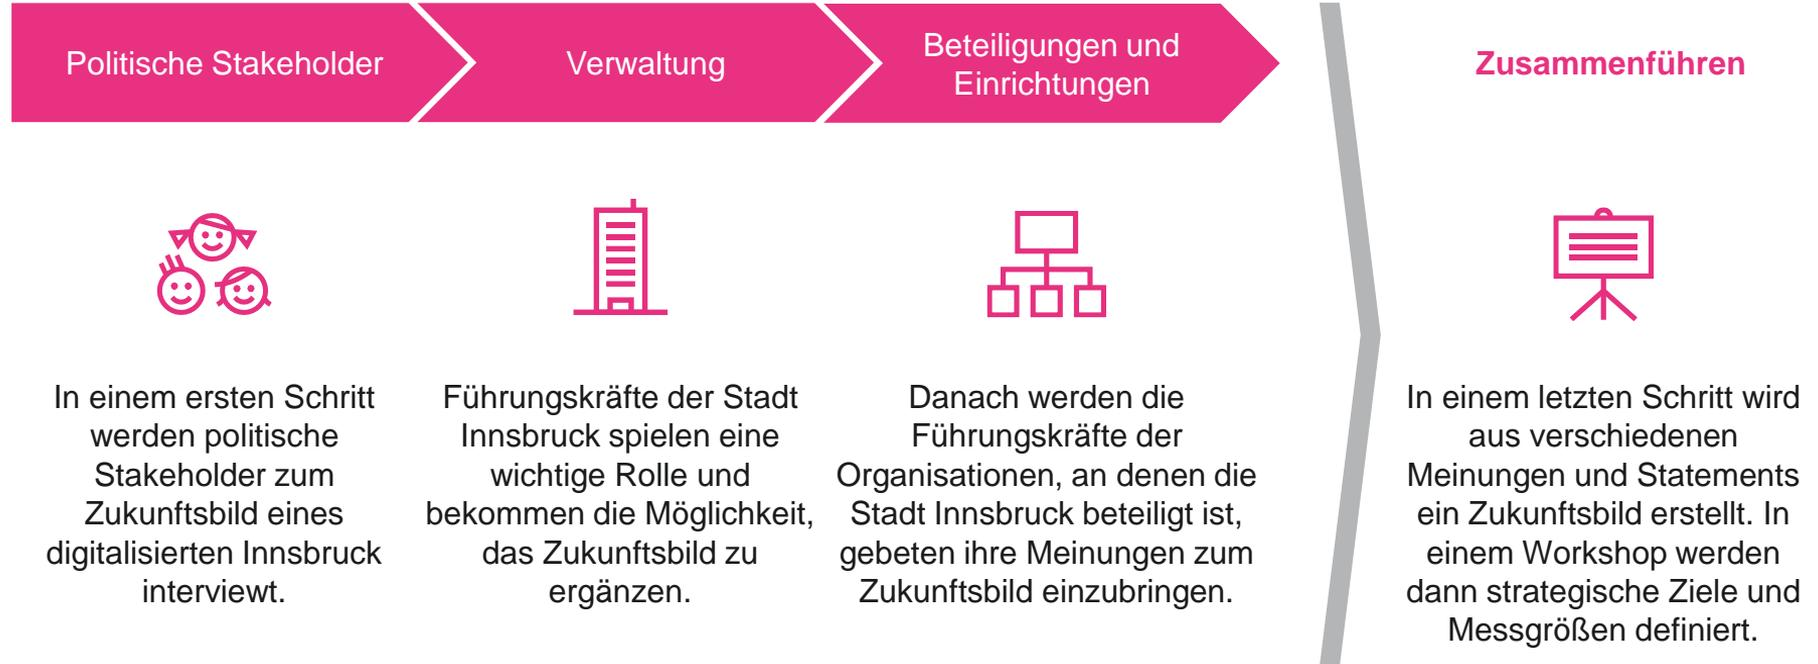 Politische Stakeholder
Verwaltung
Beteiligungen und
Einrichtungen
Zusammenführen
In einem ersten Schritt
werden politische
Stakeholder zum
Zukunftsbild eines
digitalisierten Innsbruck
interviewt.
Führungskräfte der Stadt
Innsbruck spielen eine
wichtige Rolle und
bekommen die Möglichkeit,
das Zukunftsbild zu
ergänzen.
Danach werden die
Führungskräfte der
Organisationen, an denen die
Stadt Innsbruck beteiligt ist,
gebeten ihre Meinungen zum
Zukunftsbild einzubringen.
In einem letzten Schritt wird
aus verschiedenen
Meinungen und Statements
ein Zukunftsbild erstellt. In
einem Workshop werden
dann strategische Ziele und
Messgrößen definiert.